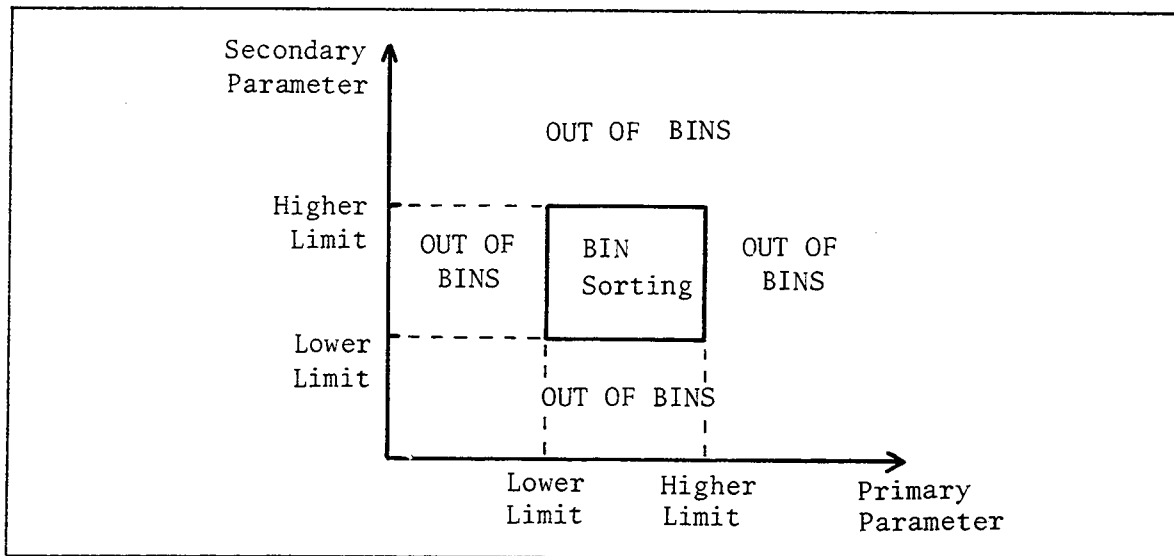 Secondary
Parameter
OUT OF BINS
Higher
Limit
OUT OF
BINS
BIN
Sorting
OUT OF
BINS
Lower
Limit
OUT OF BINS
Lower
Limit
Higher
Limit
Primary
Parameter